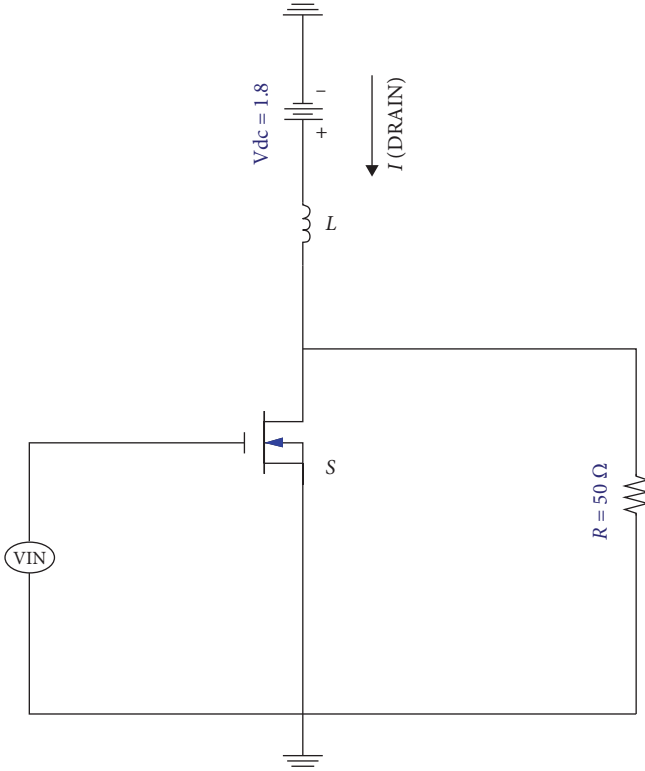 Vdc = 1.8
−
+
I (DRAIN)
L
S
VIN
R = 50 Ω